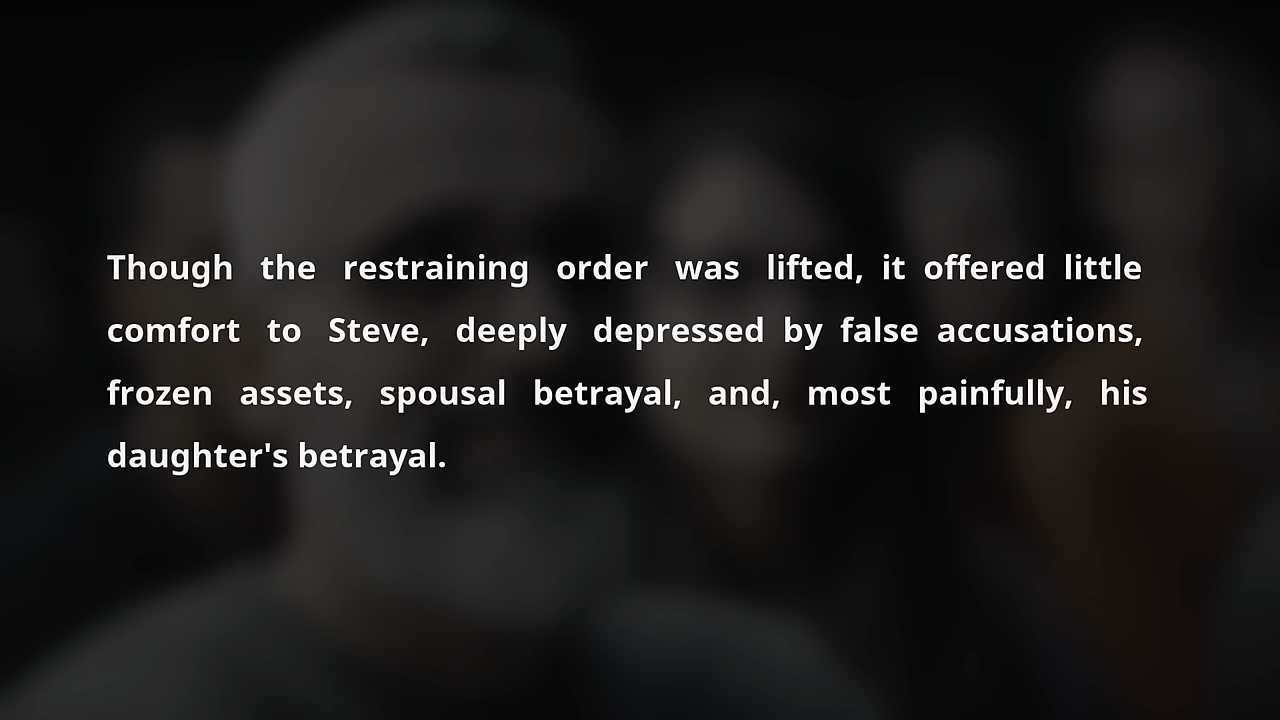 Though the restraining order was lifted, it offered little
comfort to Steve, deeply depressed by false accusations,
frozen assets, spousal betrayal, and, most painfully, his
daughter's betrayal.